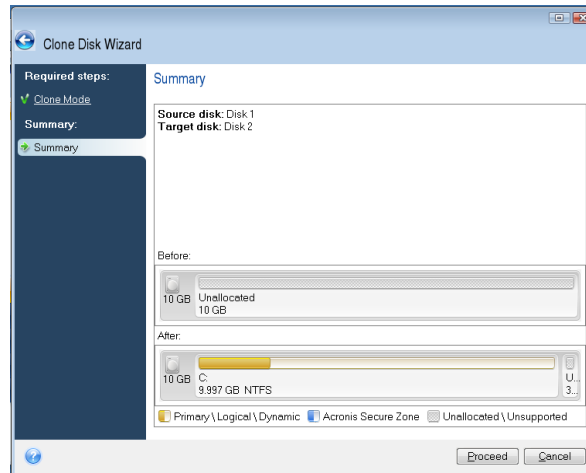 Clone Disk Wizard
Required steps:
Clone Mode
Summary:
Summary
Summary
Source disk: Disk 1
Target disk: Disk 2
Before:
10 GB
Unallocated
10 GB
After:
10 GB
C:
9.997 GB NTFS
U...
3...
Primary \ Logical \ Dynamic
Acronis Secure Zone
Unallocated \ Unsupported
Proceed
Cancel